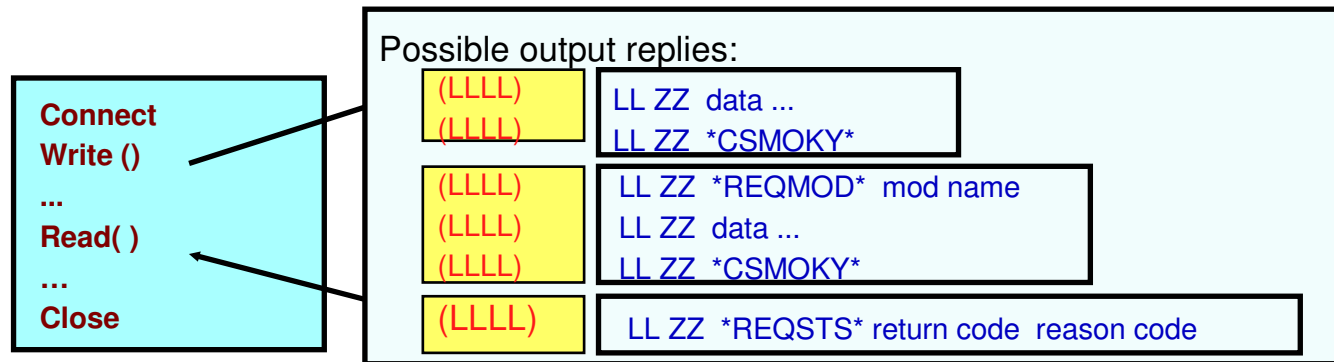 Connect
Write ()
...
Read( )
...
Close
Possible output replies:
(LLLL) LL ZZ data ...
(LLLL) LL ZZ *CSMOKY*
(LLLL) LL ZZ *REQMOD* mod name
(LLLL) LL ZZ data ...
(LLLL) LL ZZ *CSMOKY*
(LLLL) LL ZZ *REQSTS* return code reason code